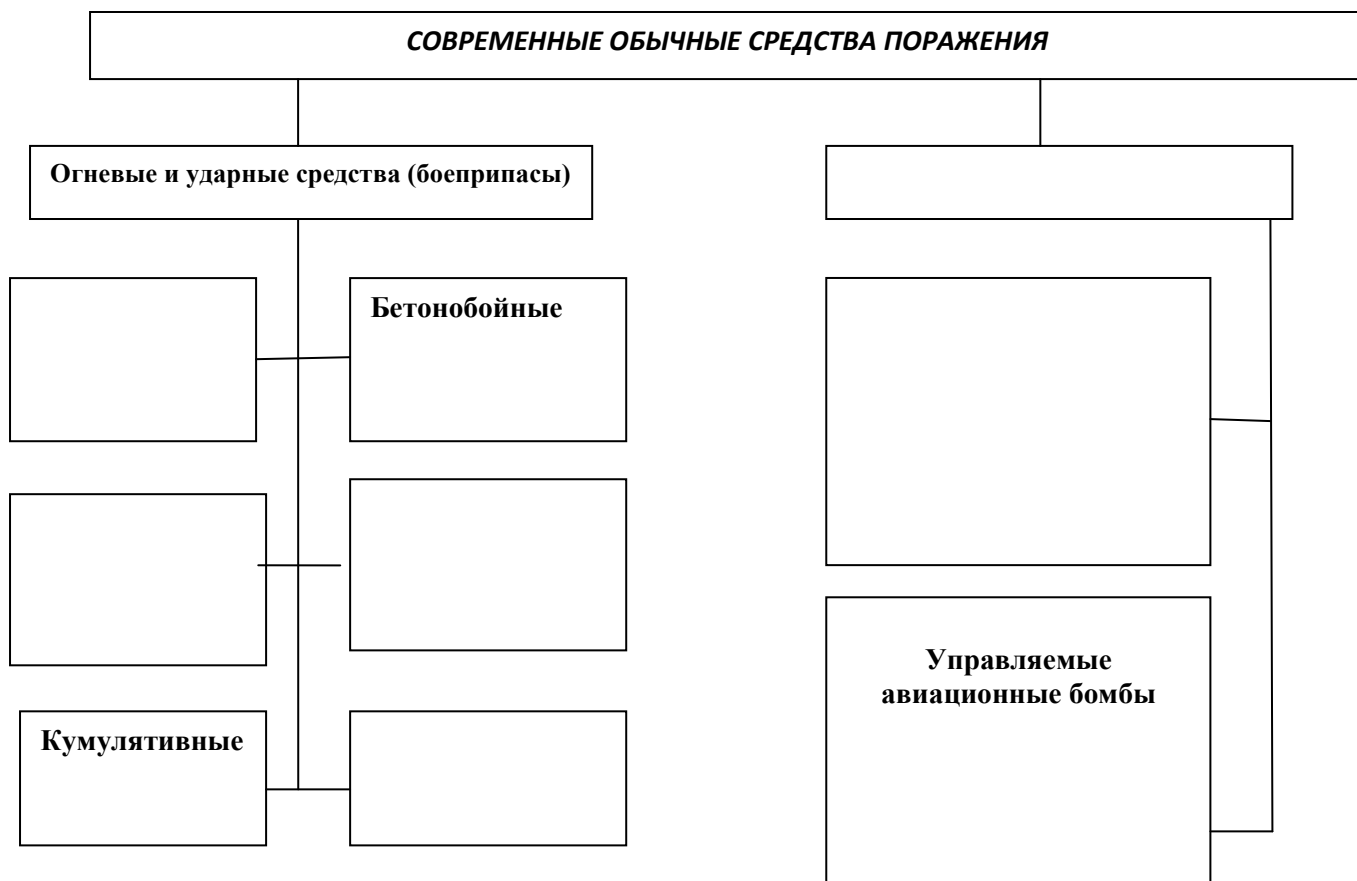 СОВРЕМЕННЫЕ ОБЫЧНЫЕ СРЕДСТВА ПОРАЖЕНИЯ
Огневые и ударные средства (боеприпасы)
Бетонобойные
Управляемые
авиационные бомбы
Кумулятивные